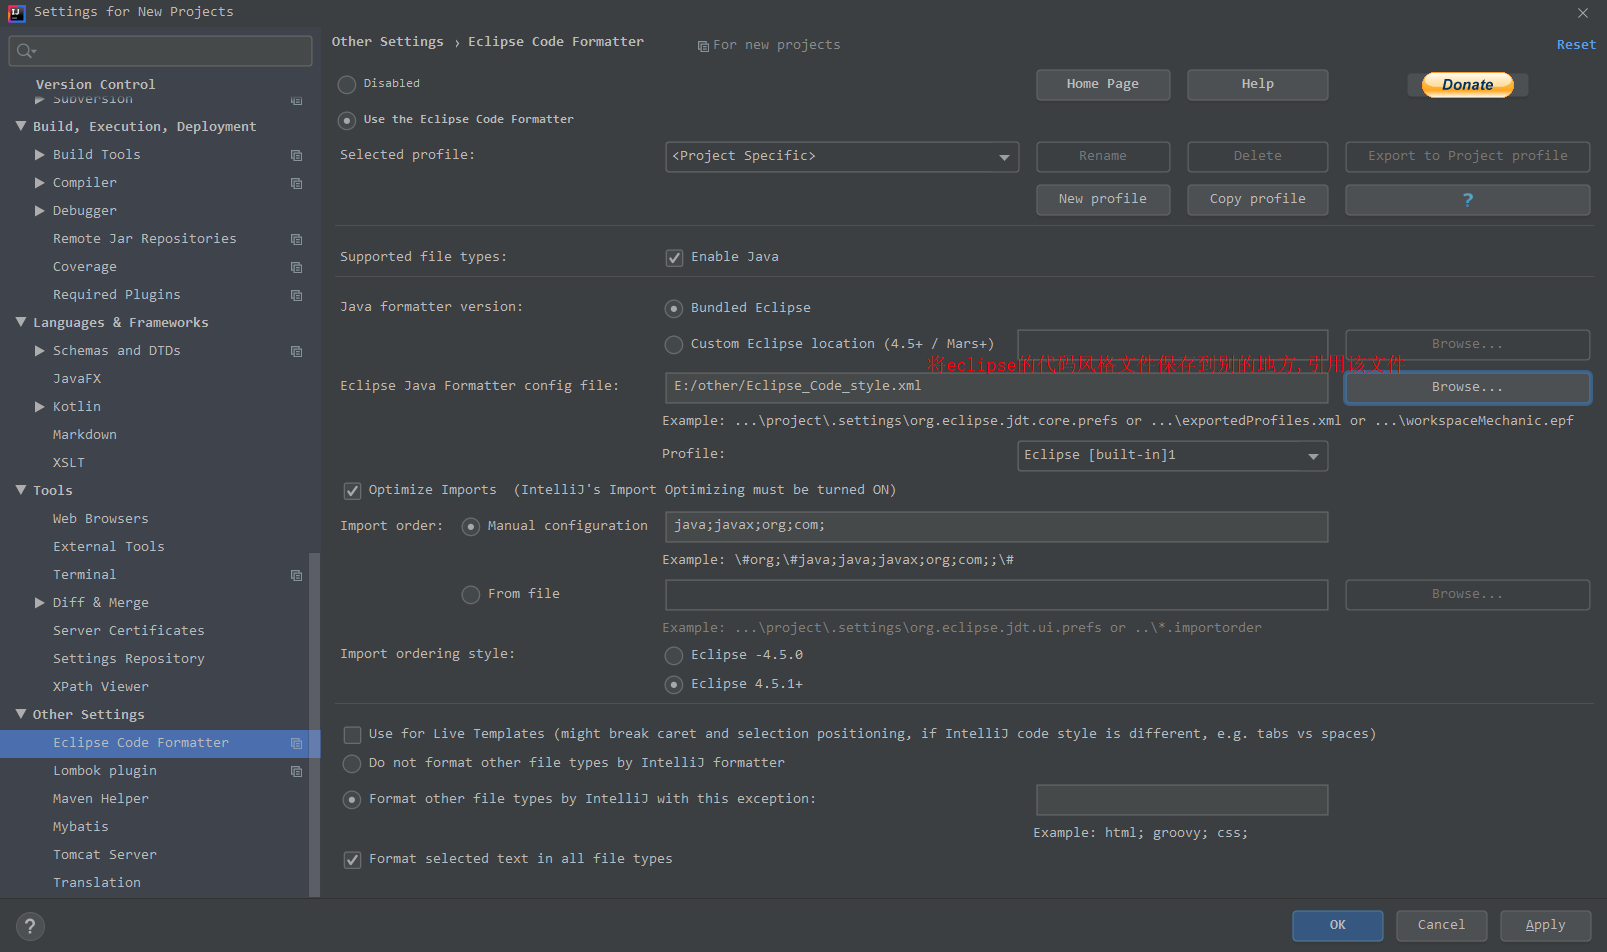 Settings for New Projects
Version Control
Subversion
Build, Execution, Deployment
Build Tools
Compiler
Debugger
Remote Jar Repositories
Coverage
Required Plugins
Languages & Frameworks
Schemas and DTDs
JavaFX
Kotlin
Markdown
XSLT
Tools
Web Browsers
External Tools
Terminal
Diff & Merge
Server Certificates
Settings Repository
XPath Viewer
Other Settings
Eclipse Code Formatter
Lombok plugin
Maven Helper
Mybatis
Tomcat Server
Translation
Other Settings › Eclipse Code Formatter For new projects Reset
Disabled Home Page Help Donate
Use the Eclipse Code Formatter
Selected profile: <Project Specific> Rename Delete Export to Project profile
New profile Copy profile ?
Supported file types: Enable Java
Java formatter version: Bundled Eclipse
Custom Eclipse location (4.5+ / Mars+) Browse...
将eclipse的代码风格文件保存到别的地方,引用该文件
Eclipse Java Formatter config file: E:/other/Eclipse_Code_style.xml Browse...
Example: ...\project\.settings\org.eclipse.jdt.core.prefs or ...\exportedProfiles.xml or ...\workspaceMechanic.epf
Profile: Eclipse [built-in]1
Optimize Imports (IntelliJ's Import Optimizing must be turned ON)
Import order: Manual configuration java;javax;org;com;
Example: \#org;\#java;java;javax;org;com;;\#
From file Browse...
Example: ...\project\.settings\org.eclipse.jdt.ui.prefs or ..\*.importorder
Import ordering style: Eclipse -4.5.0
Eclipse 4.5.1+
Use for Live Templates (might break caret and selection positioning, if IntelliJ code style is different, e.g. tabs vs spaces)
Do not format other file types by IntelliJ formatter
Format other file types by IntelliJ with this exception:
Example: html; groovy; css;
Format selected text in all file types
? OK Cancel Apply